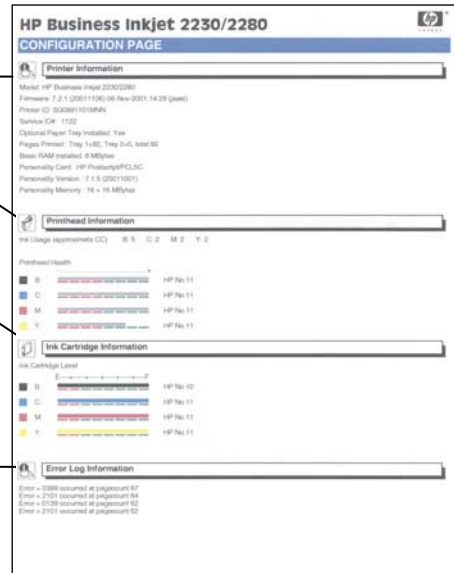 HP Business Inkjet 2230/2280
hp
invent
CONFIGURATION PAGE
Printer Information
Model: HP Business Inkjet 2230/2280
Firmware: 7.2.1 (20011106) 06-Nov-2001 14:29 (asset)
Printer ID: SG0891101MNN
Service ID#: 1122
Optional Paper Tray Installed: Yes
Pages Printed: Tray 1=92, Tray 2=0, total 92
Basic RAM installed: 8 MBytes
Personality Card : HP Postscript/PCL5C
Personality Version : 7.1.5 (20011001)
Personality Memory : 16 + 16 MBytes
Printhead Information
Ink Usage (approximate CC) B: 5 C: 2 M: 2 Y: 2
Printhead Health
B HP No.11
C HP No.11
M HP No.11
Y HP No.11
Ink Cartridge Information
Ink Cartridge Level
E F
B HP No.10
C HP No.11
M HP No.11
Y HP No.11
Error Log Information
Error = 0389 occurred at pagecount 67
Error = 2101 occurred at pagecount 64
Error = 0139 occurred at pagecount 62
Error = 2101 occurred at pagecount 62